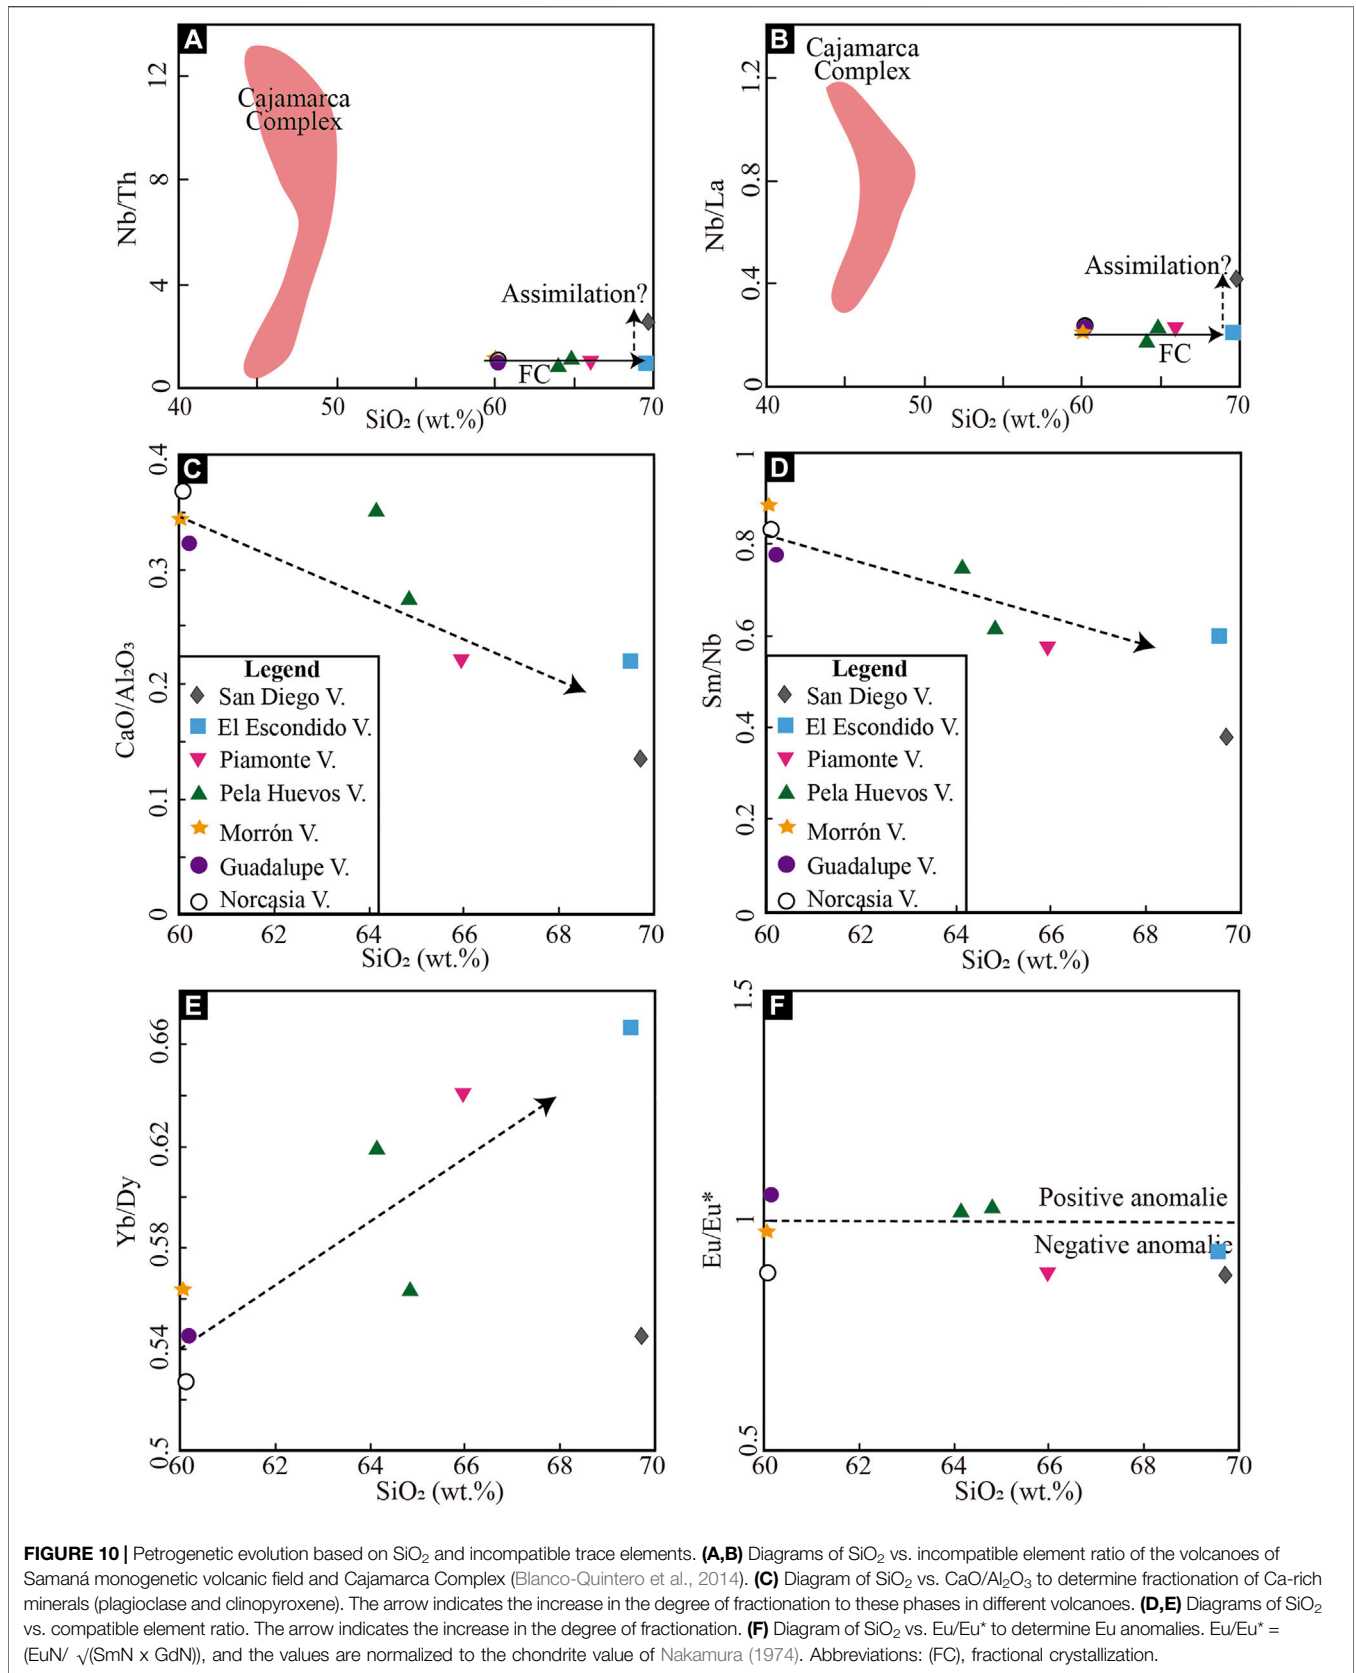 A
Cajamarca
Complex
Assimilation?
FC
Nb/Th
0
4
8
12
40
50
60
70
SiO₂ (wt.%)
B
Cajamarca
Complex
Assimilation?
FC
Nb/La
0
0.4
0.8
1.2
40
50
60
70
SiO₂ (wt.%)
C
CaO/Al₂O₃
0
0.1
0.2
0.3
0.4
Legend
San Diego V.
El Escondido V.
Piamonte V.
Pela Huevos V.
Morrón V.
Guadalupe V.
Norcasia V.
60
62
64
66
68
70
SiO₂ (wt.%)
D
Sm/Nb
0
0.2
0.4
0.6
0.8
1
Legend
San Diego V.
El Escondido V.
Piamonte V.
Pela Huevos V.
Morrón V.
Guadalupe V.
Norcasia V.
60
62
64
66
68
70
SiO₂ (wt.%)
E
Yb/Dy
0.5
0.54
0.58
0.62
0.66
60
62
64
66
68
70
SiO₂ (wt.%)
F
Eu/Eu*
0.5
1
1.5
Positive anomalie
Negative anomalie
60
62
64
66
68
70
SiO₂ (wt.%)
FIGURE 10 | Petrogenetic evolution based on SiO₂ and incompatible trace elements. (A,B) Diagrams of SiO₂ vs. incompatible element ratio of the volcanoes of
Samaná monogenetic volcanic field and Cajamarca Complex (Blanco-Quintero et al., 2014). (C) Diagram of SiO₂ vs. CaO/Al₂O₃ to determine fractionation of Ca-rich
minerals (plagioclase and clinopyroxene). The arrow indicates the increase in the degree of fractionation to these phases in different volcanoes. (D,E) Diagrams of SiO₂
vs. compatible element ratio. The arrow indicates the increase in the degree of fractionation. (F) Diagram of SiO₂ vs. Eu/Eu* to determine Eu anomalies. Eu/Eu* =
(EuN/ √(SmN x GdN)), and the values are normalized to the chondrite value of Nakamura (1974). Abbreviations: (FC), fractional crystallization.